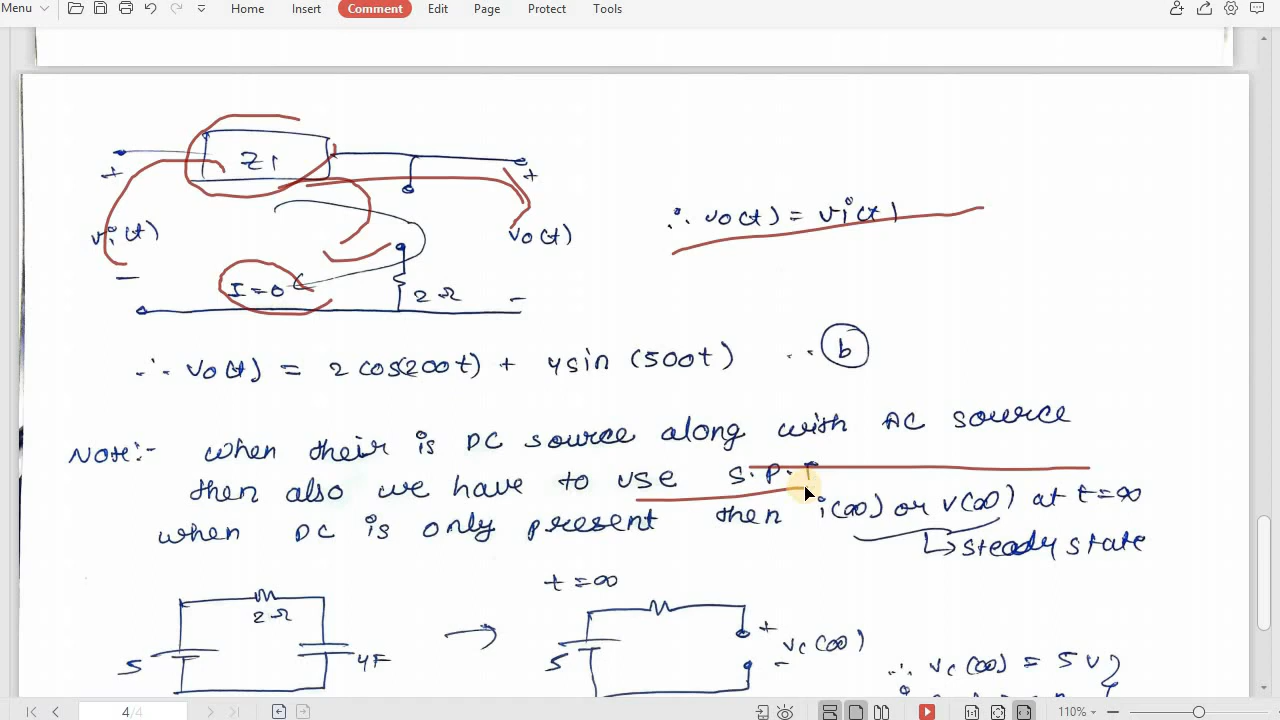 Menu Home Insert Comment Edit Page Protect Tools
Z1
+ +
vi(t) vo(t)
∴ vo(t) = vi(t)
I=0
2Ω
- -
∴ vo(t) = 2 cos(200t) + 4sin (500t) .. b
Note:- when their is DC source along with AC source
then also we have to use S.P.T
when DC is only present then i(∞) or v(∞) at t=∞
↳ steady state
t=∞
2Ω
5 4F → 5 + vc(∞) -
∴ vc(∞) = 5V
4/4 110%